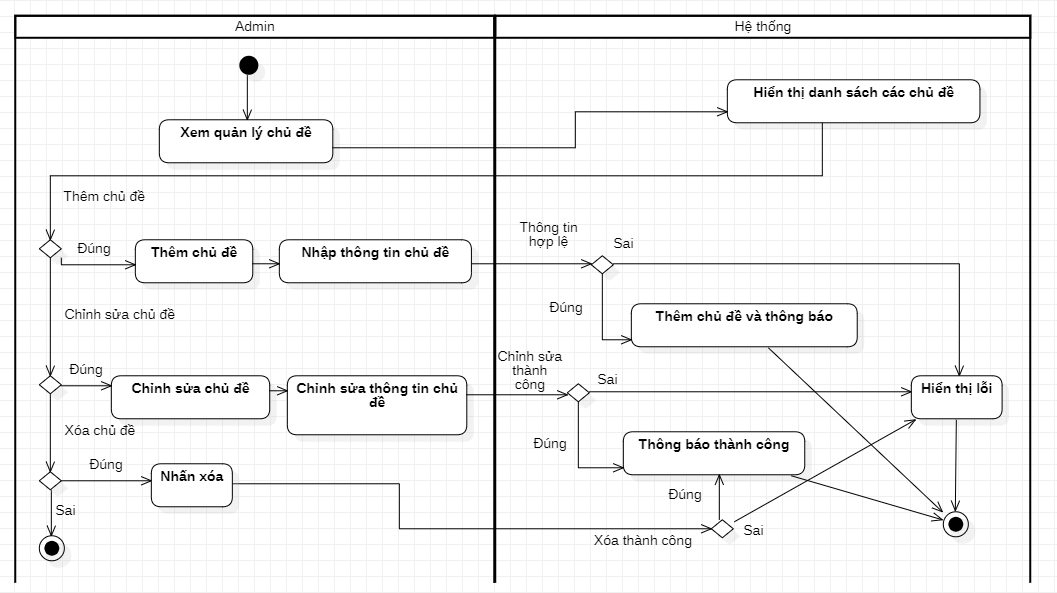 Admin
Hệ thống
Hiển thị danh sách các chủ đề
Xem quản lý chủ đề
Thêm chủ đề
Đúng
Thêm chủ đề
Nhập thông tin chủ đề
Thông tin
hợp lệ
Sai
Đúng
Thêm chủ đề và thông báo
Chỉnh sửa chủ đề
Đúng
Chỉnh sửa chủ đề
Chỉnh sửa thông tin chủ
đề
Chỉnh sửa
thành
công
Sai
Hiển thị lỗi
Đúng
Thông báo thành công
Xóa chủ đề
Đúng
Nhấn xóa
Đúng
Sai
Xóa thành công
Sai